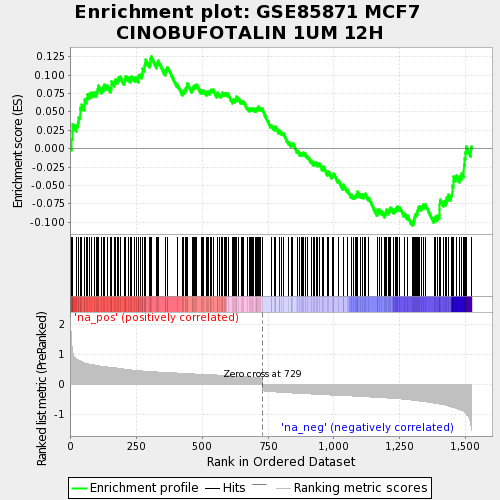 Enrichment plot: GSE85871 MCF7
CINOBUFOTALIN 1UM 12H
Enrichment score (ES)
0.125
0.100
0.075
0.050
0.025
0.000
-0.025
-0.050
-0.075
-0.100
Ranked list metric (PreRanked)
2
1
0
-1
'na_pos' (positively correlated)
Zero cross at 729
'na_neg' (negatively correlated)
0
250
500
750
1,000
1,250
1,500
Rank in Ordered Dataset
Enrichment profile
Hits
Ranking metric scores